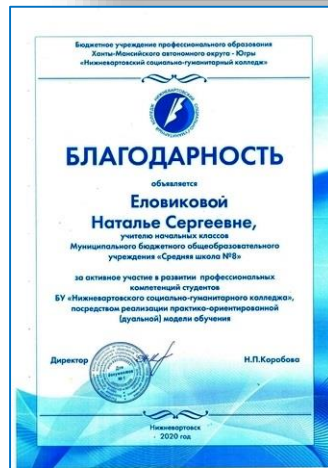 Бюджетное учреждение профессионального образования
Ханты-Мансийского автономного округа - Югры
«Нижневартовский социально-гуманитарный колледж»
БЛАГОДАРНОСТЬ
объявляется
Еловиковой
Наталье Сергеевне,
учителю начальных классов
Муниципального бюджетного общеобразовательного
учреждения «Средняя школа №8»
за активное участие в развитии профессиональных
компетенций студентов
БУ «Нижневартовского социально-гуманитарного колледжа»,
посредством реализации практико-ориентированной
(дуальной) модели обучения
Директор
Н.П.Коробова
Нижневартовск
2020 год